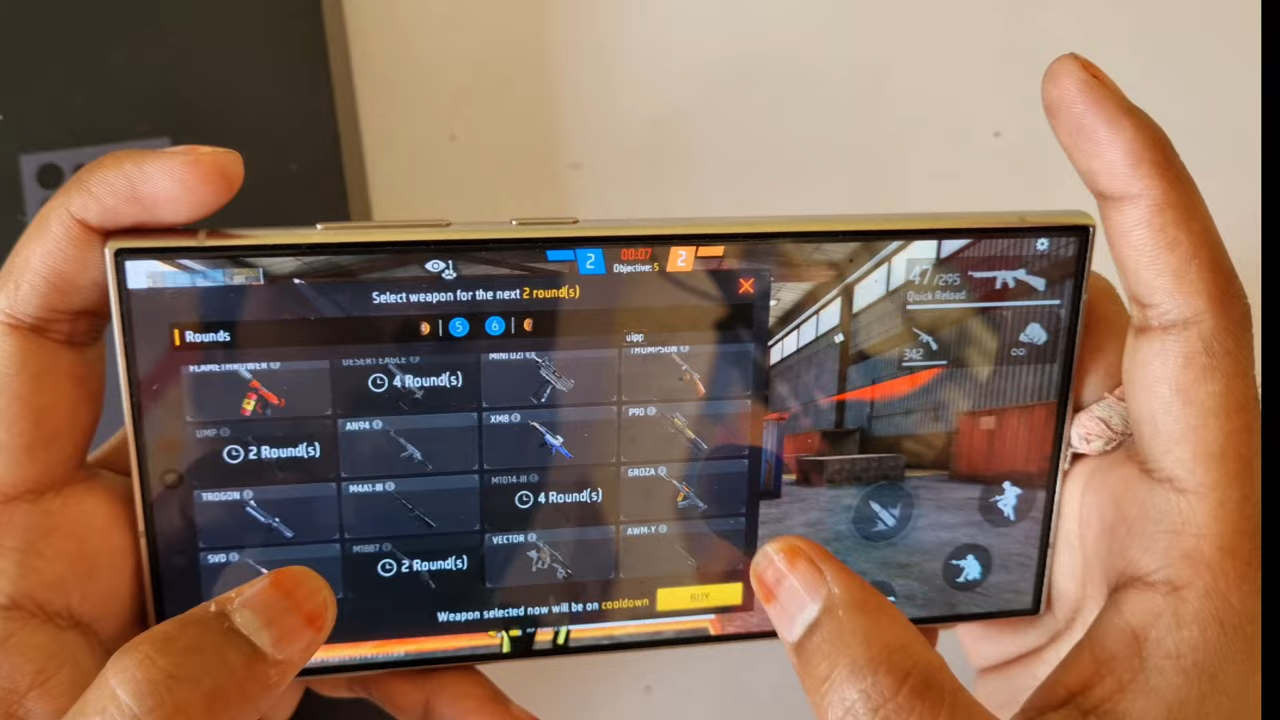 1
2
00:07
2
Objective: 5
47/295
Quick Reload
Select weapon for the next 2 round(s)
Rounds
5
6
uipp
342
FLAMETHROWER
DESERT EAGLE
4 Round(s)
MINI UZI
THOMPSON
UMP
2 Round(s)
AN94
XM8
P90
TROGON
M4A1-III
M1014-III
4 Round(s)
GROZA
SVD
M1887
2 Round(s)
VECTOR
AWM-Y
Weapon selected now will be on cooldown
BUY